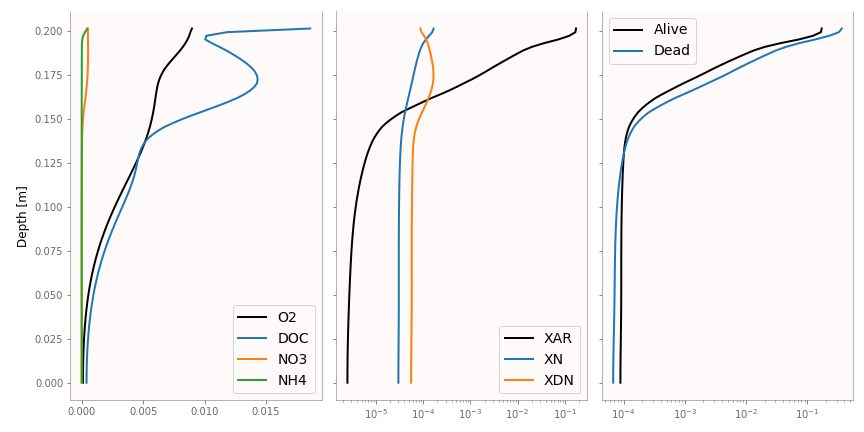 Depth [m]
0.200
0.175
0.150
0.125
0.100
0.075
0.050
0.025
0.000
0.000 0.005 0.010 0.015
O2
DOC
NO3
NH4
10⁻⁵ 10⁻⁴ 10⁻³ 10⁻² 10⁻¹
XAR
XN
XDN
Alive
Dead
10⁻⁴ 10⁻³ 10⁻² 10⁻¹